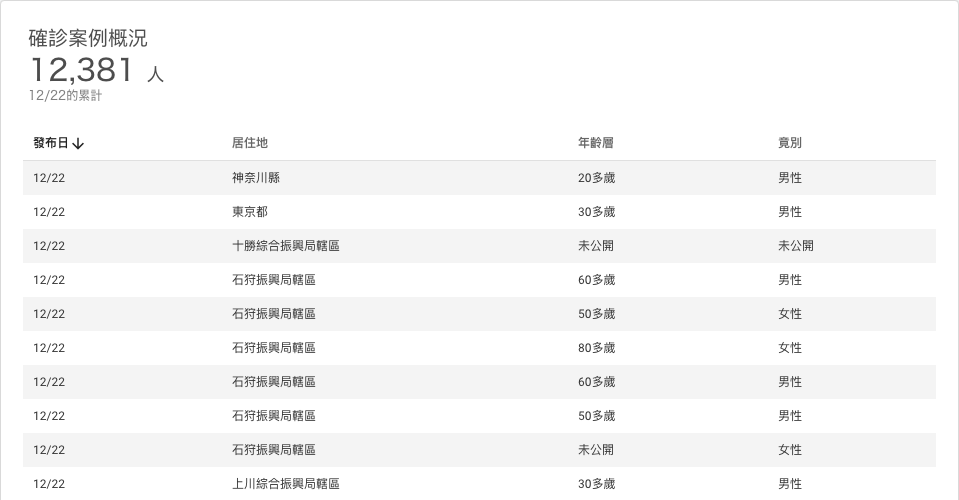 確診案例概況
12,381 人
12/22的累計
發布日↓ 居住地 年齡層 竟別
12/22 神奈川縣 20多歲 男性
12/22 東京都 30多歲 男性
12/22 十勝綜合振興局轄區 未公開 未公開
12/22 石狩振興局轄區 60多歲 男性
12/22 石狩振興局轄區 50多歲 女性
12/22 石狩振興局轄區 80多歲 女性
12/22 石狩振興局轄區 60多歲 男性
12/22 石狩振興局轄區 50多歲 男性
12/22 石狩振興局轄區 未公開 女性
12/22 上川綜合振興局轄區 30多歲 男性